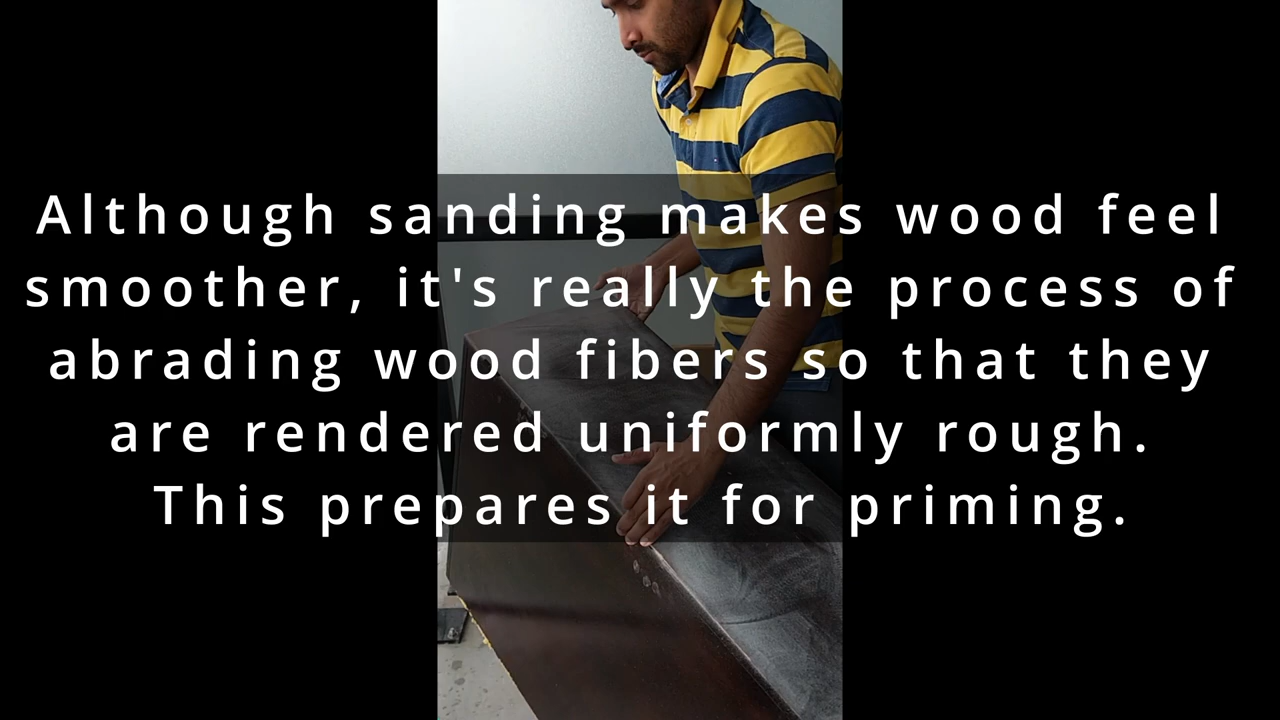 Although sanding makes wood feel
smoother, it's really the process of
abrading wood fibers so that they
are rendered uniformly rough.
This prepares it for priming.